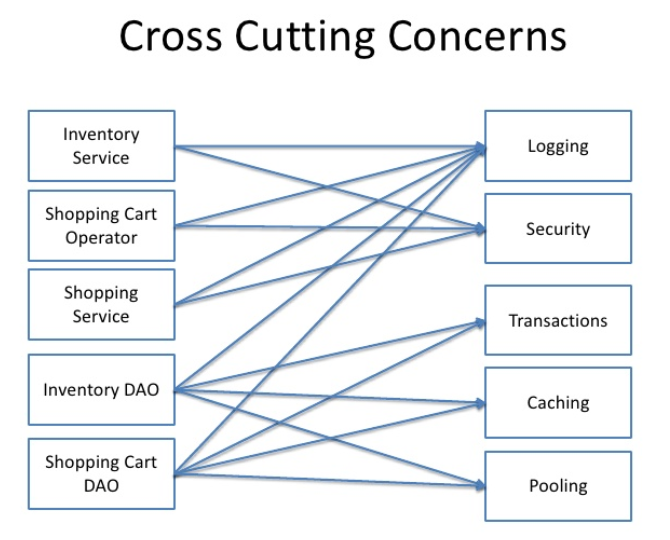 Cross Cutting Concerns
Inventory
Service
Shopping Cart
Operator
Shopping
Service
Inventory DAO
Shopping Cart
DAO
Logging
Security
Transactions
Caching
Pooling